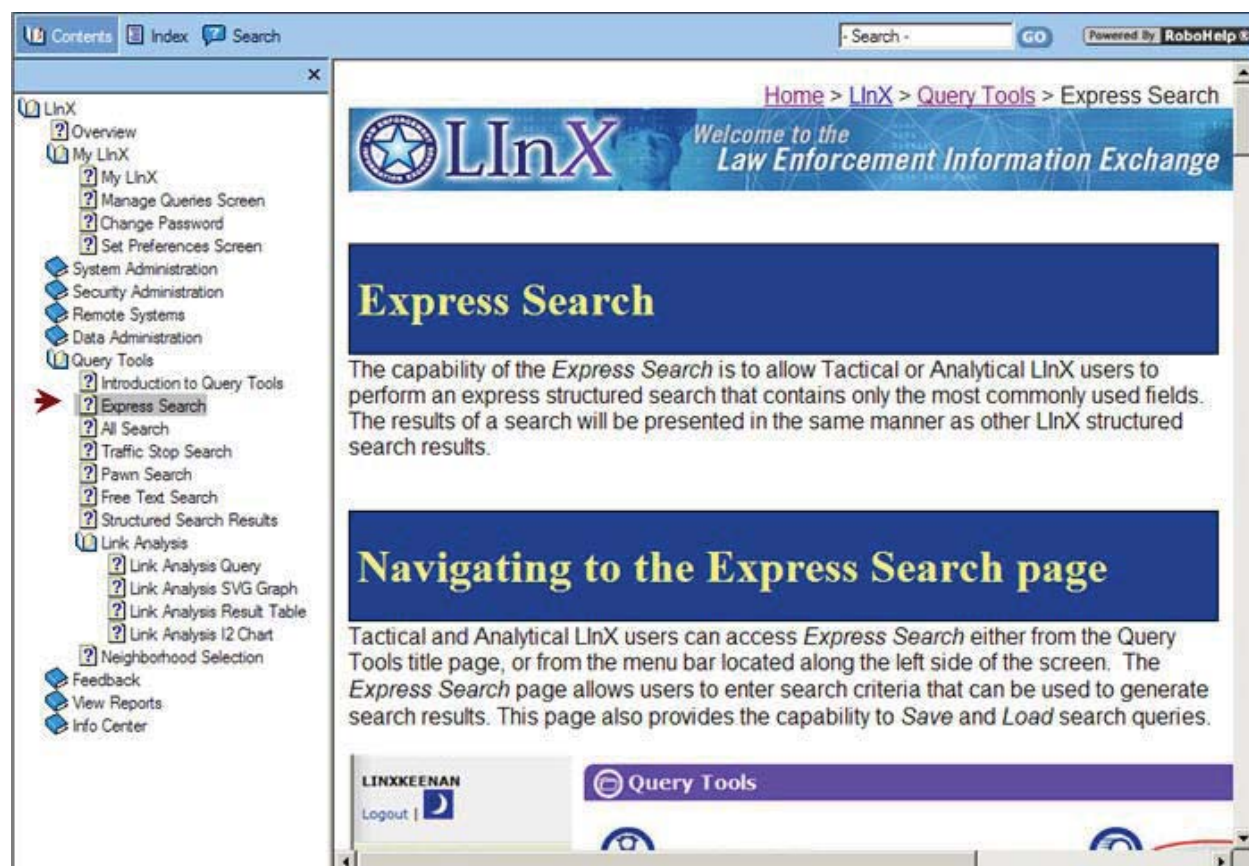 Contents Index Search
- Search -
GO
Powered By RoboHelp ®
×
LInX
Overview
My LInX
My LInX
Manage Queries Screen
Change Password
Set Preferences Screen
System Administration
Security Administration
Remote Systems
Data Administration
Query Tools
Introduction to Query Tools
Express Search
All Search
Traffic Stop Search
Pawn Search
Free Text Search
Structured Search Results
Link Analysis
Link Analysis Query
Link Analysis SVG Graph
Link Analysis Result Table
Link Analysis I2 Chart
Neighborhood Selection
Feedback
View Reports
Info Center
Home > LInX > Query Tools > Express Search
LInX
Welcome to the
Law Enforcement Information Exchange
Express Search
The capability of the Express Search is to allow Tactical or Analytical LInX users to
perform an express structured search that contains only the most commonly used fields.
The results of a search will be presented in the same manner as other LInX structured
search results.
Navigating to the Express Search page
Tactical and Analytical LInX users can access Express Search either from the Query
Tools title page, or from the menu bar located along the left side of the screen. The
Express Search page allows users to enter search criteria that can be used to generate
search results. This page also provides the capability to Save and Load search queries.
LINXKEENAN
Logout |
Query Tools